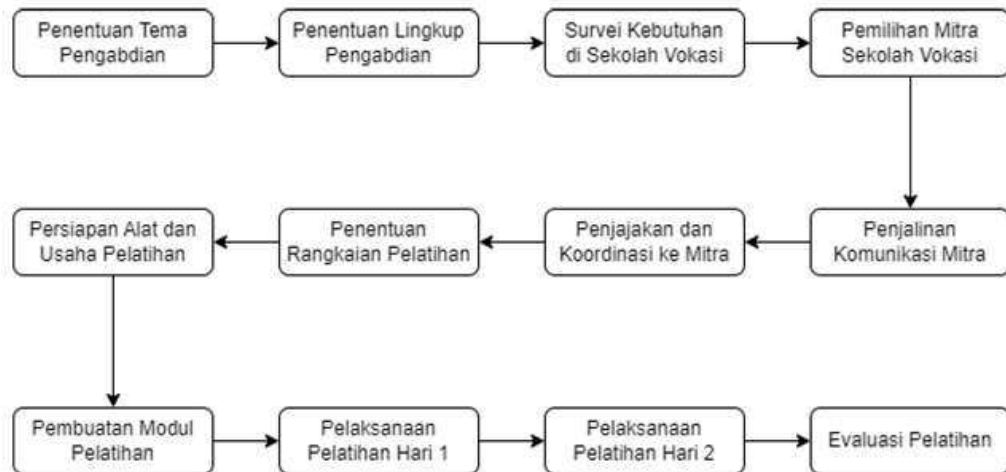 Penentuan Tema
Pengabdian
Penentuan Lingkup
Pengabdian
Survei Kebutuhan
di Sekolah Vokasi
Pemilihan Mitra
Sekolah Vokasi
Penjalinan
Komunikasi Mitra
Penjajakan dan
Koordinasi ke Mitra
Penentuan
Rangkaian Pelatihan
Persiapan Alat dan
Usaha Pelatihan
Pembuatan Modul
Pelatihan
Pelaksanaan
Pelatihan Hari 1
Pelaksanaan
Pelatihan Hari 2
Evaluasi Pelatihan